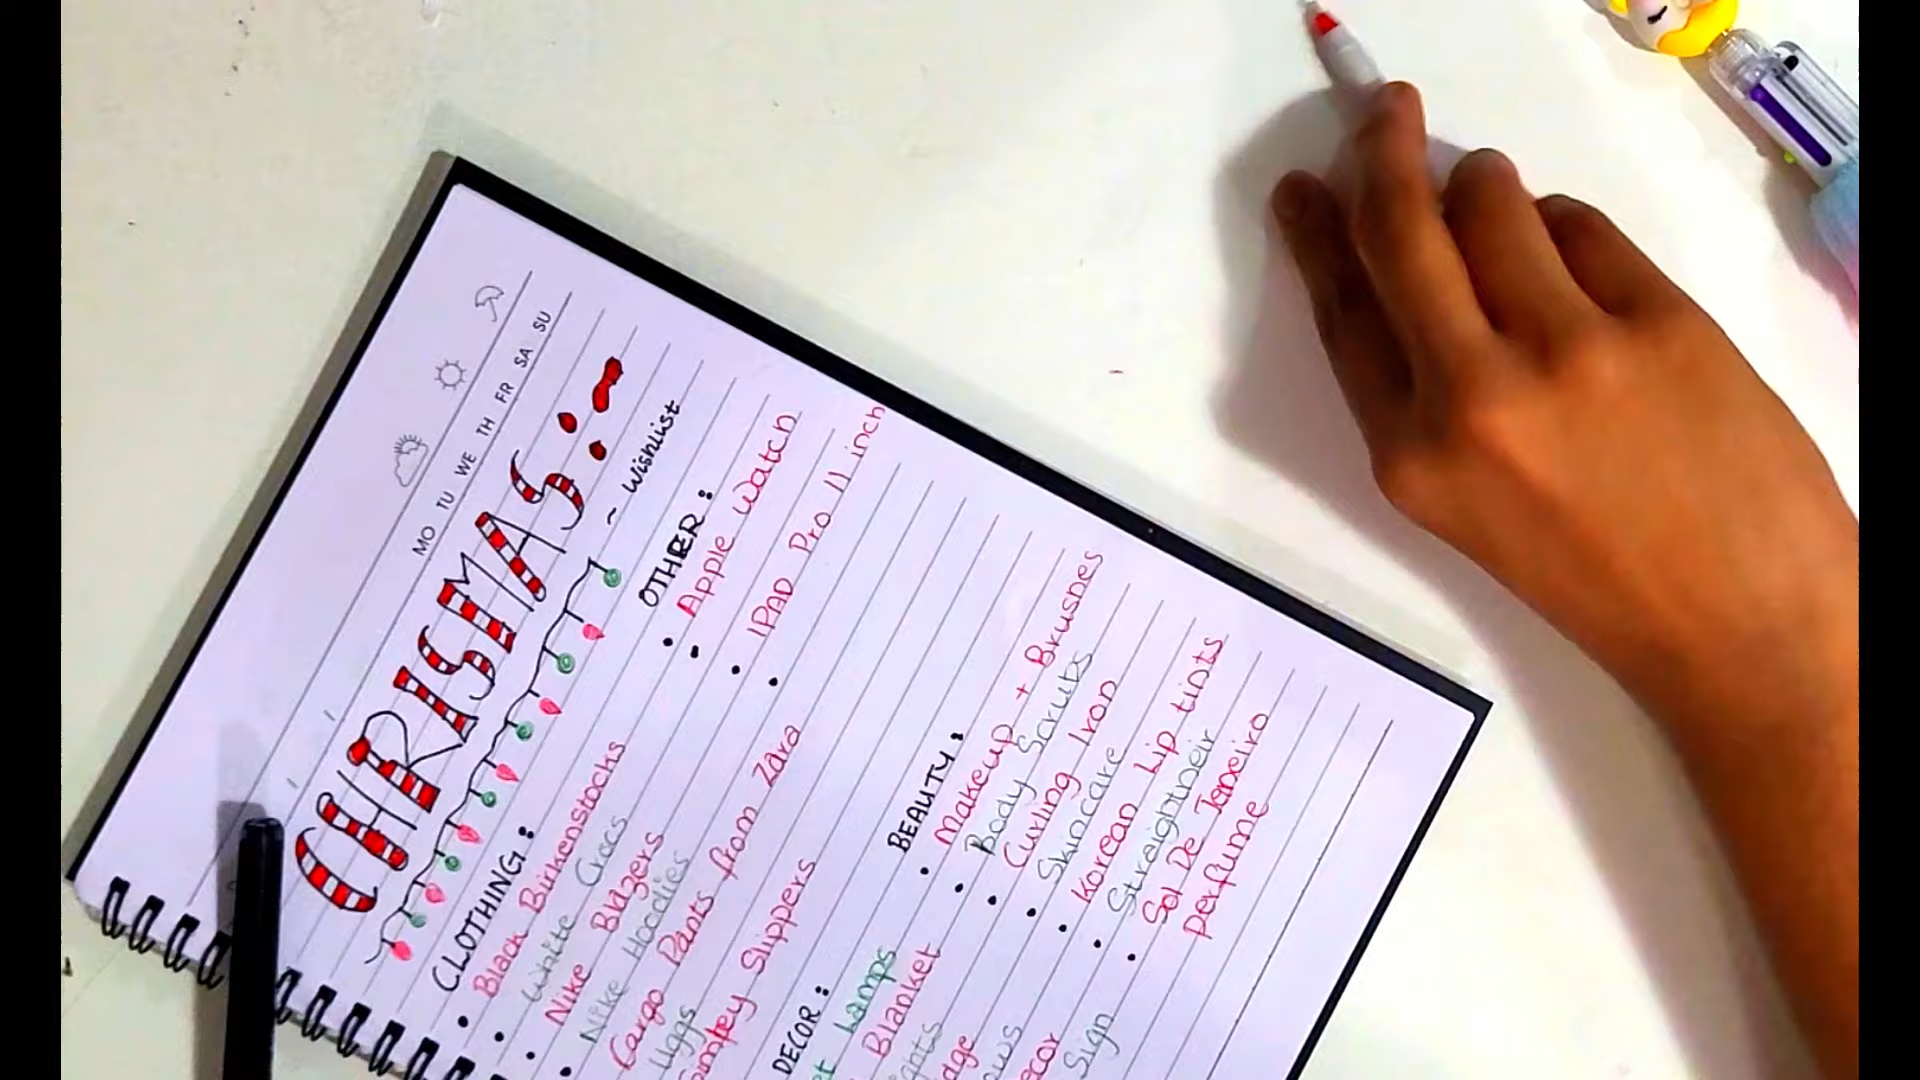 MO TU WE TH FR SA SU
CHRISMAS:
~ Wishlist
CLOTHING:
Black Birkenstocks
White Crocs
Nike Blazers
Nike Hoodies
Cargo Pants from Zara
Uggs
Slippers
OTHER:
Apple Watch
-
IPAD Pro 11 inch
DECOR:
Lamps
Blanket
Sign
BEAUTY:
Makeup + Brushes
Body Scrubs
Curling Iron
Skincare
Korean Lip tints
Straightneir
Sol De Janeiro
perfume